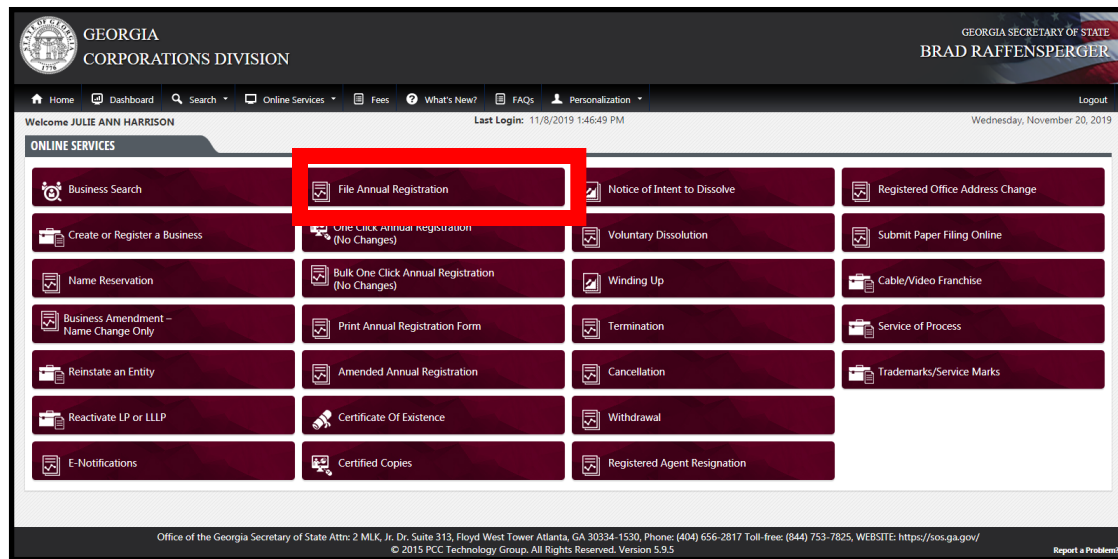 GEORGIA
CORPORATIONS DIVISION
GEORGIA SECRETARY OF STATE
BRAD RAFFENSPERGER
Home Dashboard Search Online Services Fees What's New? FAQs Personalization Logout
Welcome JULIE ANN HARRISON Last Login: 11/8/2019 1:46:49 PM Wednesday, November 20, 2019
ONLINE SERVICES
Business Search File Annual Registration Notice of Intent to Dissolve Registered Office Address Change
Create or Register a Business One Click Annual Registration Voluntary Dissolution Submit Paper Filing Online
(No Changes)
Name Reservation Bulk One Click Annual Registration Winding Up Cable/Video Franchise
(No Changes)
Business Amendment – Print Annual Registration Form Termination Service of Process
Name Change Only
Reinstate an Entity Amended Annual Registration Cancellation Trademarks/Service Marks
Reactivate LP or LLLP Certificate Of Existence Withdrawal
E-Notifications Certified Copies Registered Agent Resignation
Office of the Georgia Secretary of State Attn: 2 MLK, Jr. Dr. Suite 313, Floyd West Tower Atlanta, GA 30334-1530, Phone: (404) 656-2817 Toll-free: (844) 753-7825, WEBSITE: https://sos.ga.gov/
© 2015 PCC Technology Group. All Rights Reserved. Version 5.9.5 Report a Problem